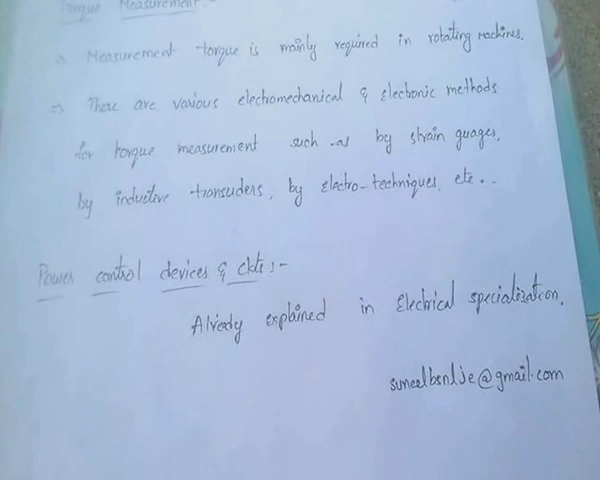 Torque Measurement
∴ Measurement torque is mainly required in rotating machines.
⇒ There are various electromechanical & electronic methods
for torque measurement such as by strain guages,
by inductive transuders, by electro-techniques, etc..
Power control devices & ckts :-
Already explained in Electrical specialization.
suneelbsnlje@gmail.com